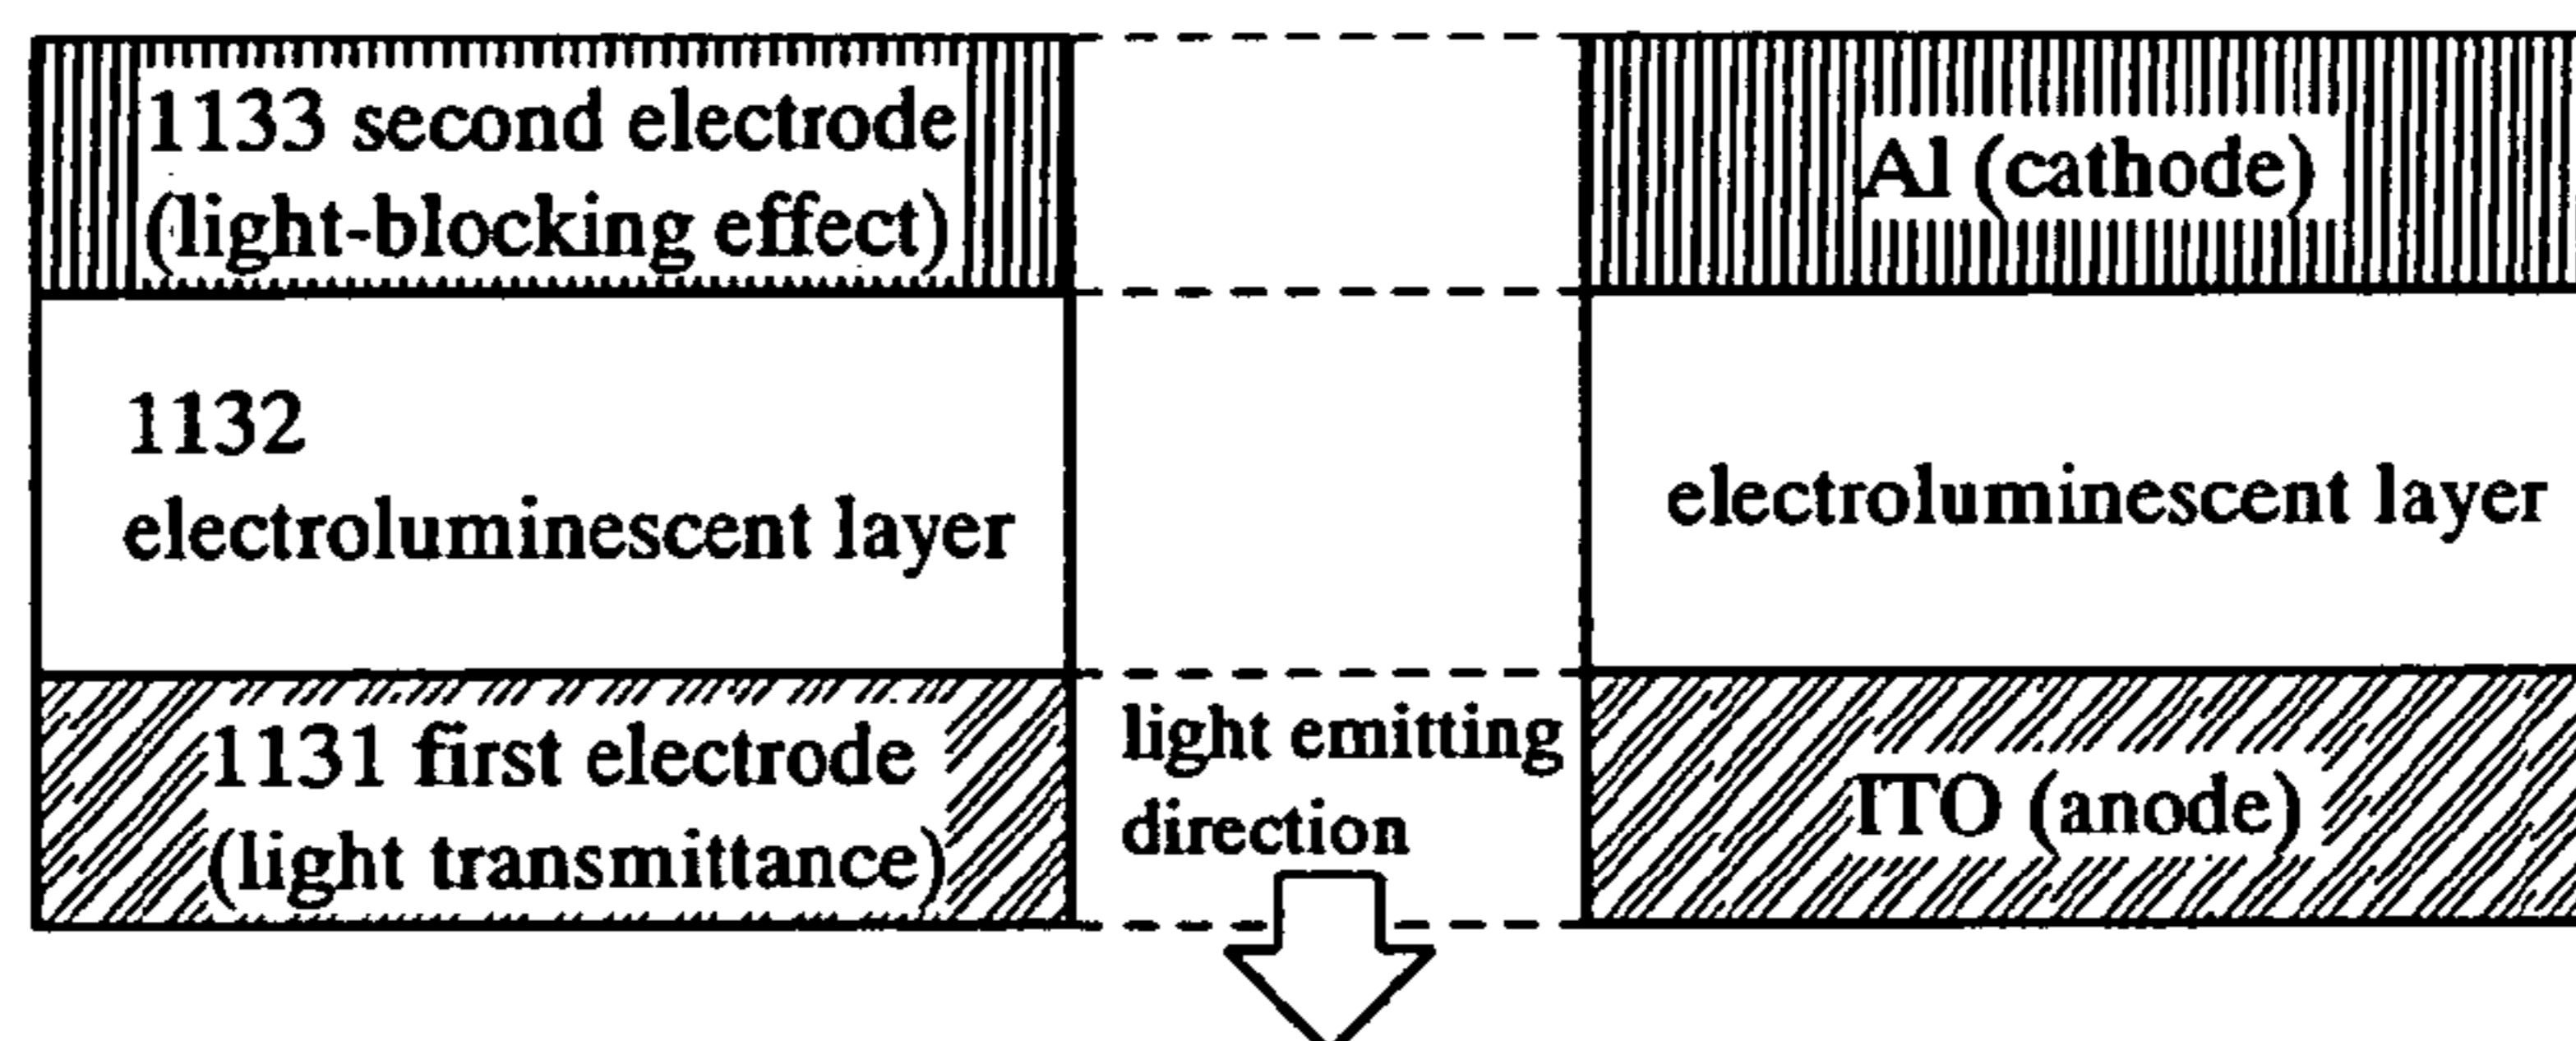 1133 second electrode
(light-blocking effect)
1132
electroluminescent layer
1131 first electrode
(light transmittance)
light emitting
direction
Al (cathode)
electroluminescent layer
ITO (anode)